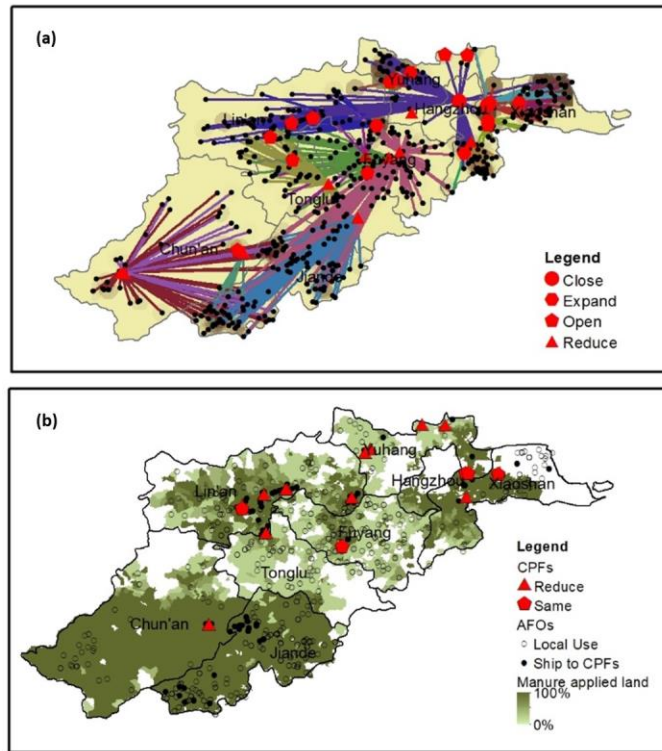 (a)
Yuhang
Lin'an
Hangzhou
Xiaoshan
Fuyang
Tonglu
Chun'an
Jiande
Legend
Close
Expand
Open
Reduce
(b)
Yuhang
Hangzhou
Lin'an
Xiaoshan
Fuyang
Tonglu
Chun'an
Jiande
Legend
CPFs
Reduce
Same
AFOs
Local Use
Ship to CPFs
Manure applied land
100%
0%